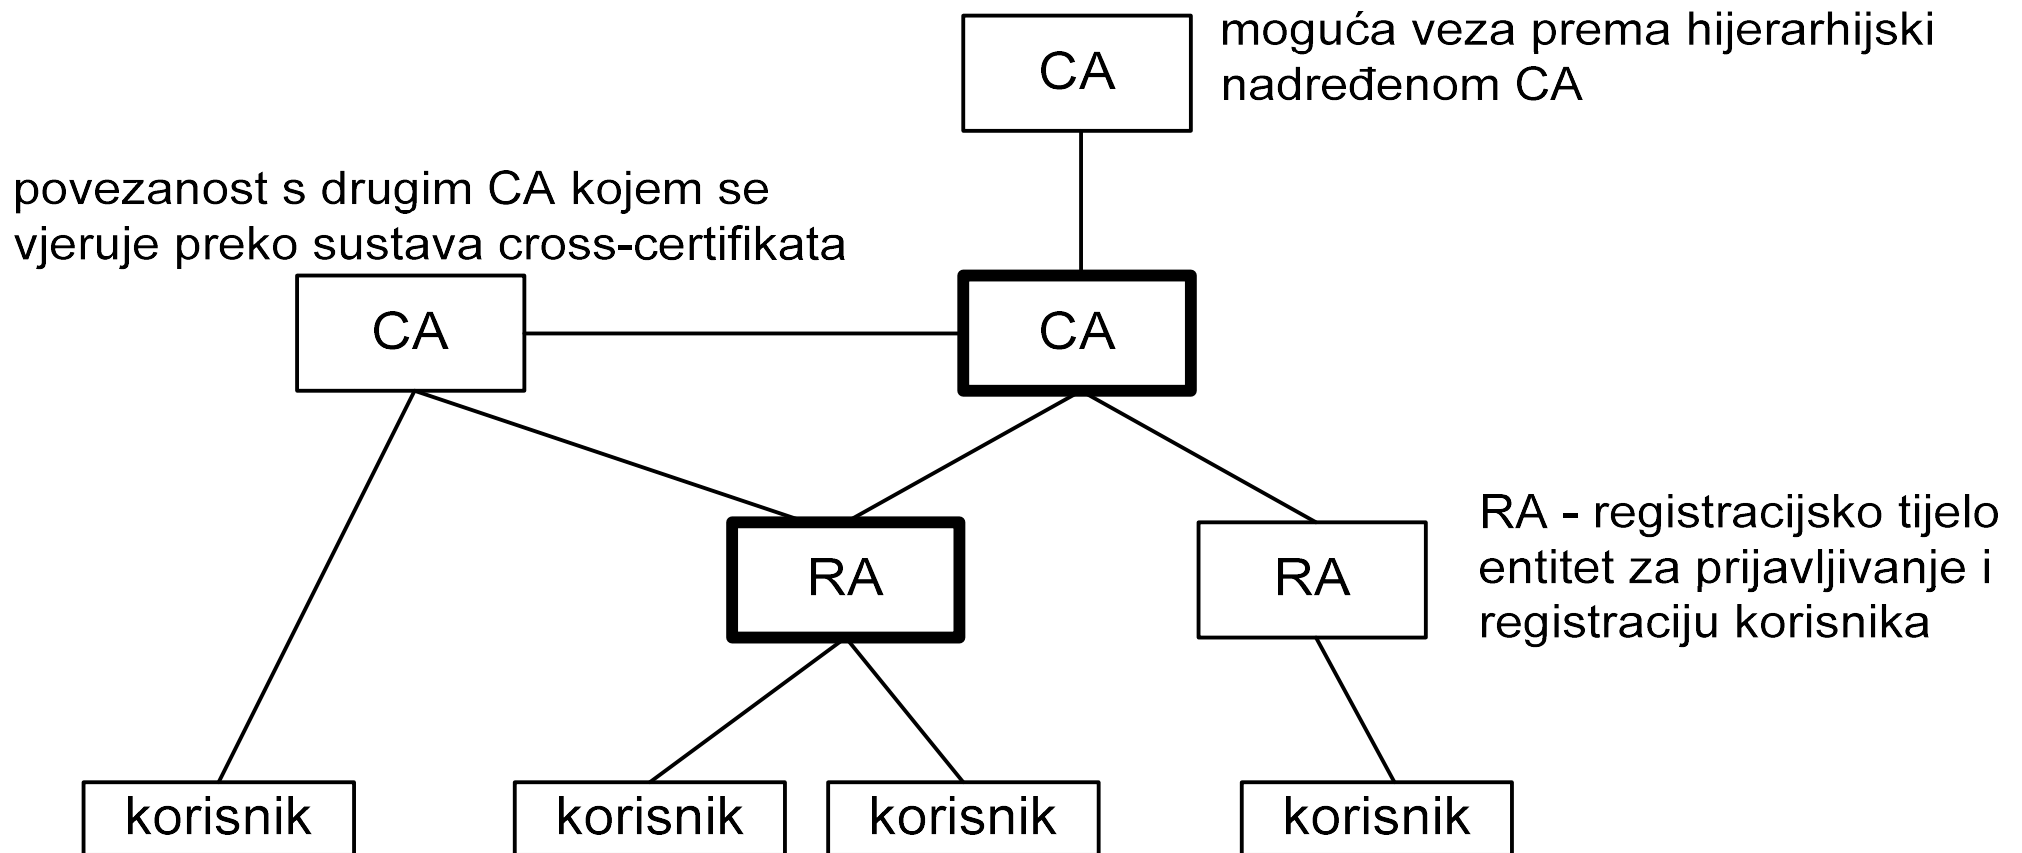 CA
moguća veza prema hijerarhijski
nadređenom CA
povezanost s drugim CA kojem se
vjeruje preko sustava cross-certifikata
CA
CA
RA
RA
RA - registracijsko tijelo
entitet za prijavljivanje i
registraciju korisnika
korisnik
korisnik
korisnik
korisnik